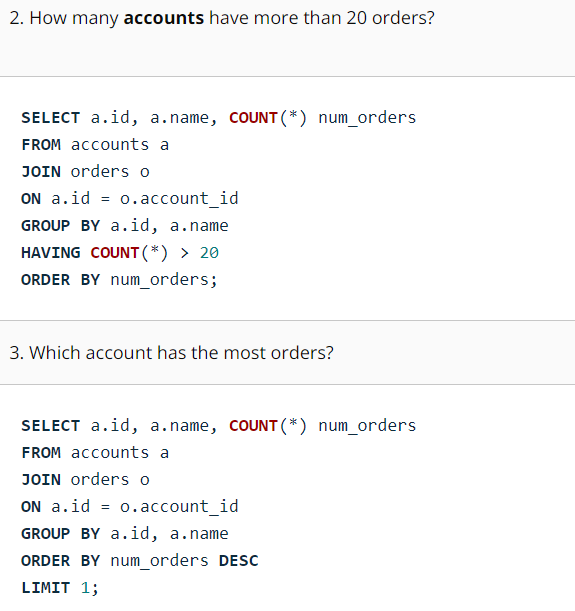 2. How many accounts have more than 20 orders?
SELECT a.id, a.name, COUNT(*) num_orders
FROM accounts a
JOIN orders o
ON a.id = o.account_id
GROUP BY a.id, a.name
HAVING COUNT(*) > 20
ORDER BY num_orders;
3. Which account has the most orders?
SELECT a.id, a.name, COUNT(*) num_orders
FROM accounts a
JOIN orders o
ON a.id = o.account_id
GROUP BY a.id, a.name
ORDER BY num_orders DESC
LIMIT 1;